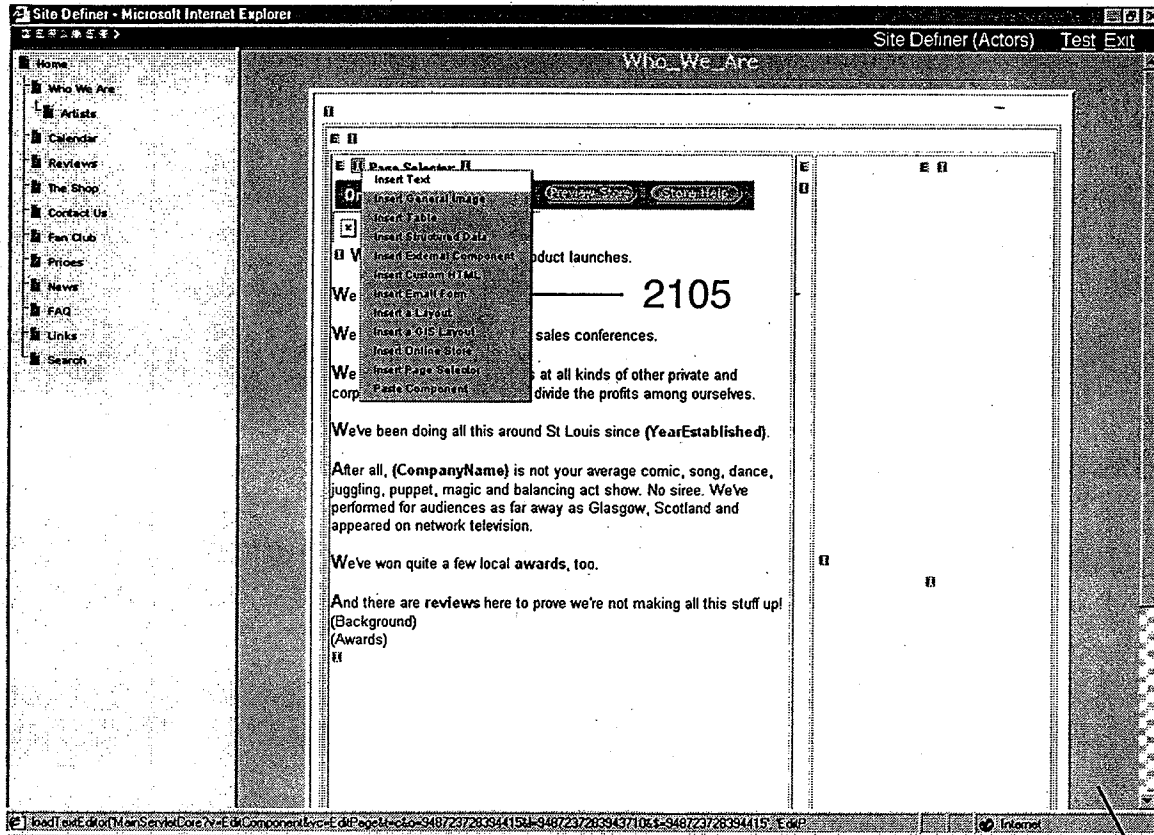 Site Definer - Microsoft Internet Explorer
Site Definer (Actors) Test Exit
Home
Who We Are
Artists
Calendar
Reviews
The Shop
Contact Us
Fan Club
Prices
News
FAQ
Links
Search
Who_We_Are
I
E I
E I Page Selector I
E
E I
I
Preview Store Store Help
Insert Text
Insert General Image
Insert Table
Insert Structured Data
Insert External Component
Insert Custom HTML
Insert Email Form
Insert a Layout
Insert a GIS Layout
Insert Online Store
Insert Page Selector
Paste Component
I W oduct launches.
We
2105
We sales conferences.
We s at all kinds of other private and
corp divide the profits among ourselves.
We've been doing all this around St Louis since (YearEstablished).
After all, (CompanyName) is not your average comic, song, dance,
juggling, puppet, magic and balancing act show. No siree. We've
performed for audiences as far away as Glasgow, Scotland and
appeared on network television.
We've won quite a few local awards, too.
I
I
And there are reviews here to prove we're not making all this stuff up!
(Background)
(Awards)
I
Internet